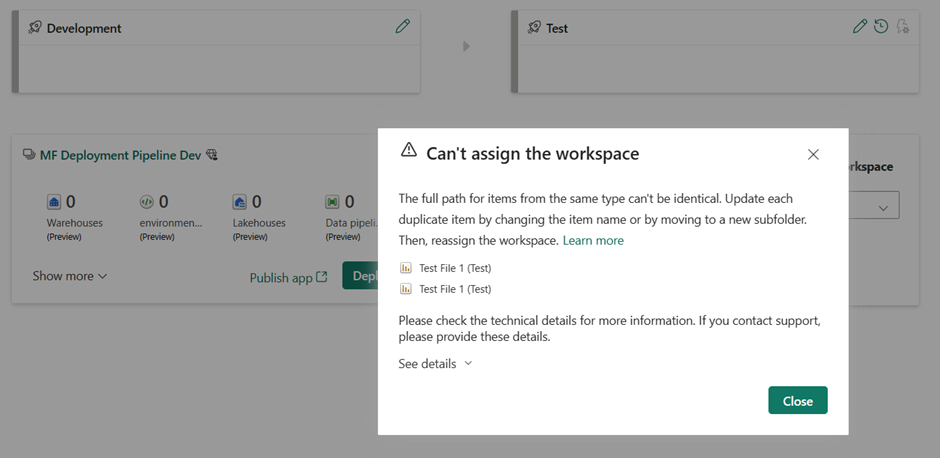 Development
Test
MF Deployment Pipeline Dev
0
Warehouses
(Preview)
0
environmen...
(Preview)
0
Lakehouses
(Preview)
0
Data pipeli...
(Preview)
Show more
Publish app
Depl
Can't assign the workspace
The full path for items from the same type can't be identical. Update each
duplicate item by changing the item name or by moving to a new subfolder.
Then, reassign the workspace. Learn more
Test File 1 (Test)
Test File 1 (Test)
Please check the technical details for more information. If you contact support,
please provide these details.
See details
Close
rkspace